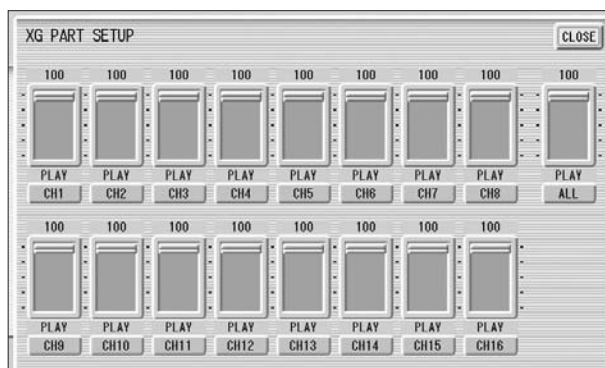 XG PART SETUP CLOSE
100 100 100 100 100 100 100 100 100
PLAY PLAY PLAY PLAY PLAY PLAY PLAY PLAY PLAY
CH1 CH2 CH3 CH4 CH5 CH6 CH7 CH8 ALL
100 100 100 100 100 100 100 100
PLAY PLAY PLAY PLAY PLAY PLAY PLAY PLAY
CH9 CH10 CH11 CH12 CH13 CH14 CH15 CH16